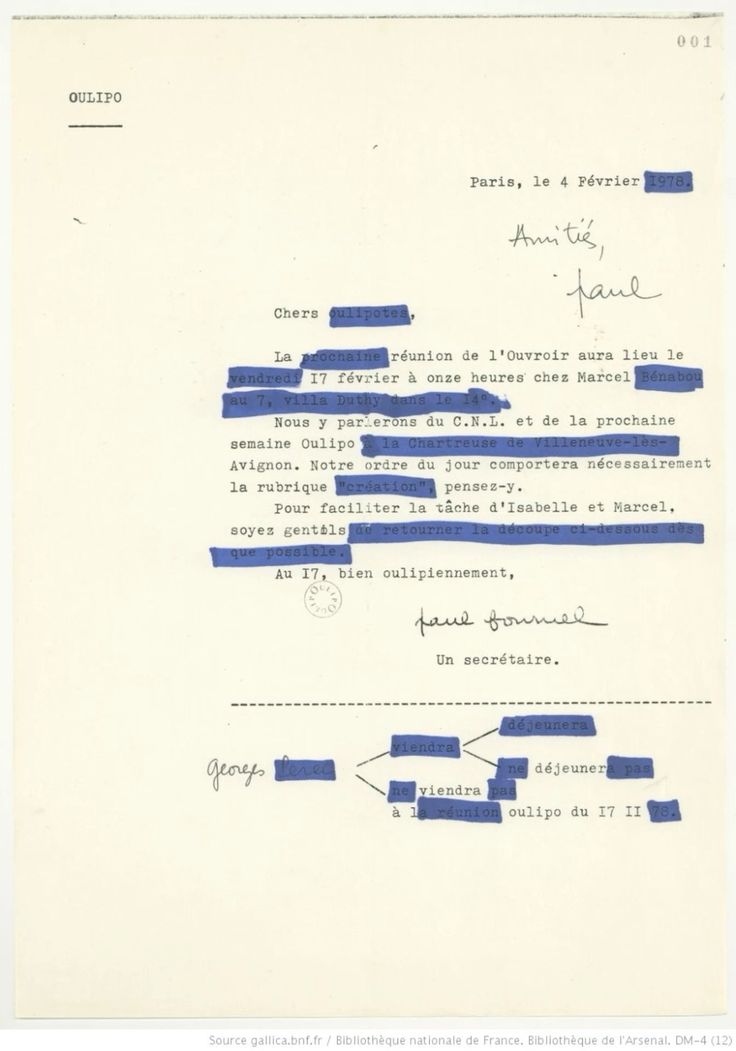 001
OULIPO
Paris, le 4 Février 1978.
Amitiés,
paul
Chers oulipotes,
La prochaine réunion de l'Ouvroir aura lieu le
vendredi I7 février à onze heures chez Marcel Bénabou
au 7, villa Duthy dans le I4°.
Nous y parlerons du C.N.L. et de la prochaine
semaine Oulipo à la Chartreuse de Villeneuve-lès-
Avignon. Notre ordre du jour comportera nécessairement
la rubrique "création", pensez-y.
Pour faciliter la tâche d'Isabelle et Marcel,
soyez gentils de retourner la découpe ci-dessous dès
que possible.
Au I7, bien oulipiennement,
OULIPO OULIPO
paul fournel
Un secrétaire.
déjeunera
viendra
ne déjeunera pas
Georges Perec
ne viendra pas
à la réunion oulipo du I7 II 78.
Source gallica.bnf.fr / Bibliothèque nationale de France. Bibliothèque de l'Arsenal. DM-4 (12)